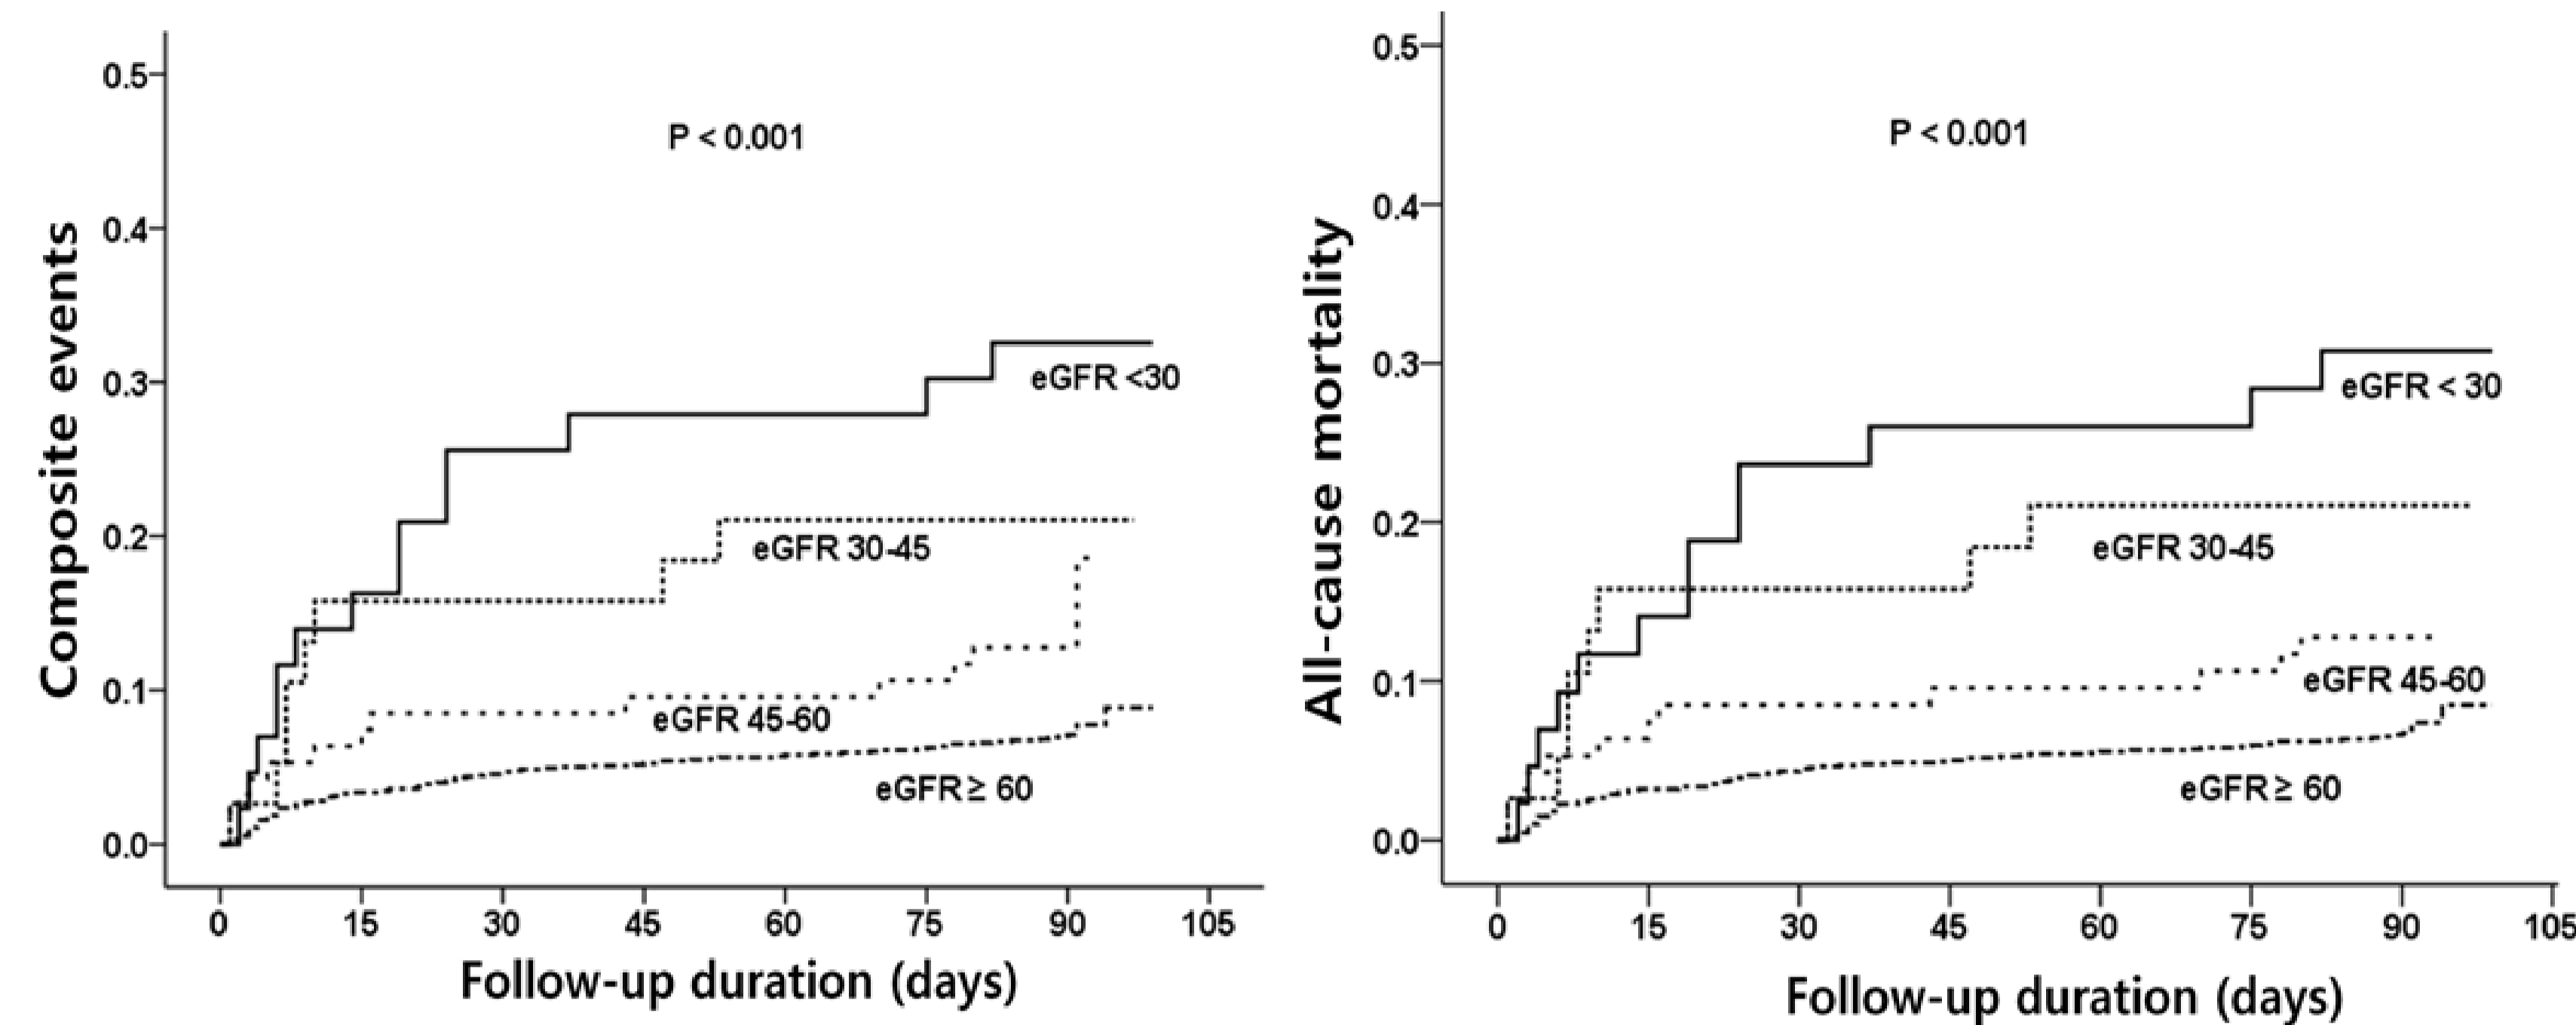 Composite events
0.5
0.4
0.3
0.2
0.1
0.0
P < 0.001
eGFR <30
eGFR 30-45
eGFR 45-60
eGFR ≥ 60
0 15 30 45 60 75 90 105
Follow-up duration (days)
All-cause mortality
0.5
0.4
0.3
0.2
0.1
0.0
P < 0.001
eGFR < 30
eGFR 30-45
eGFR 45-60
eGFR ≥ 60
0 15 30 45 60 75 90 105
Follow-up duration (days)